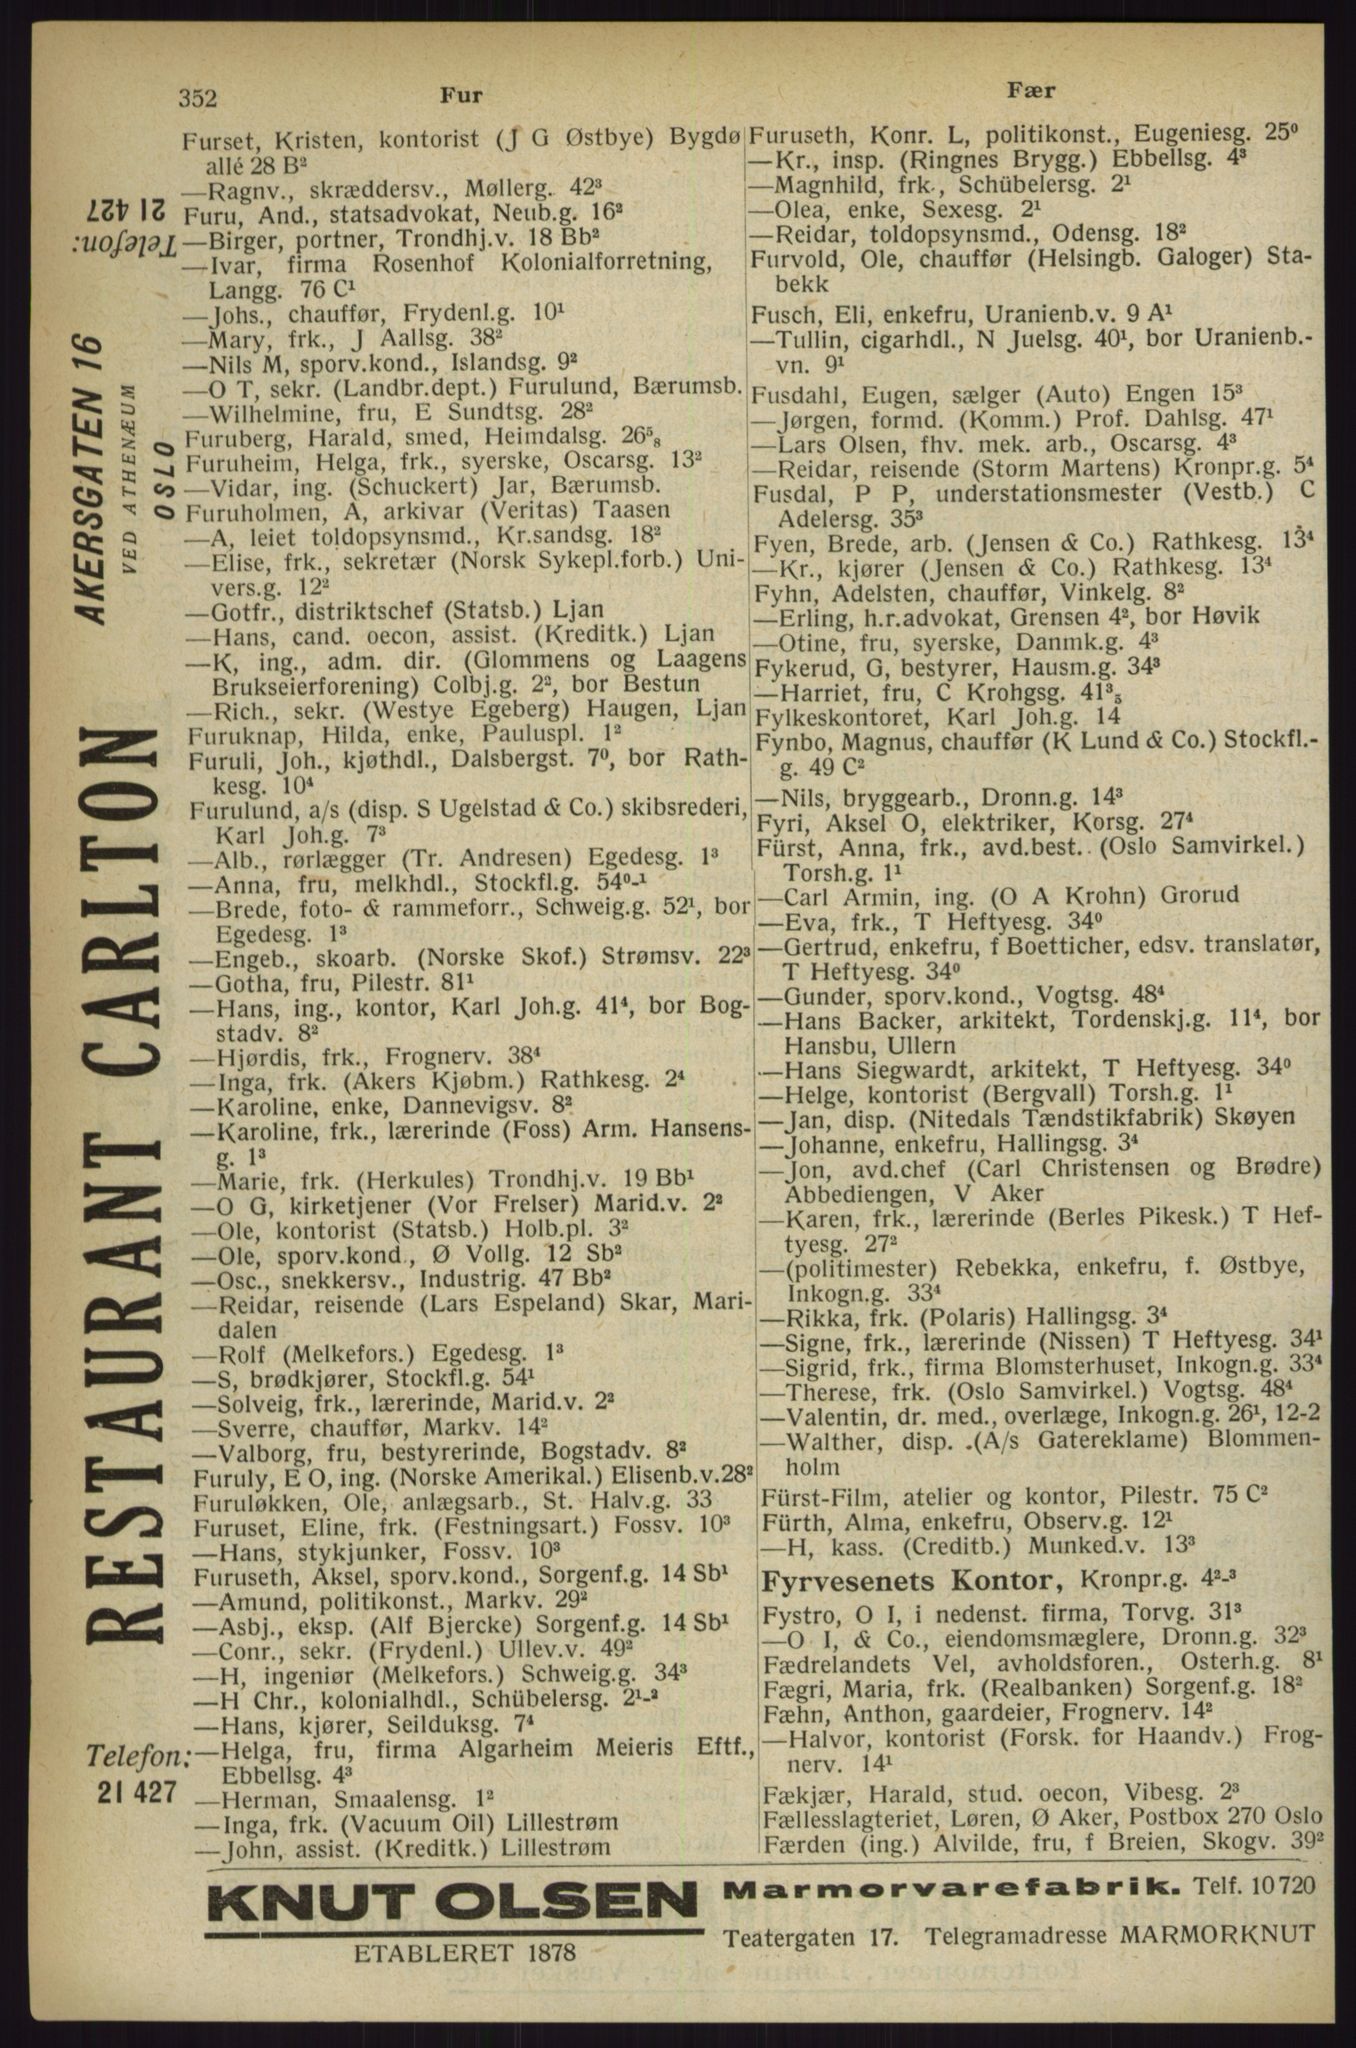 352
Fur
Fær
Furset, Kristen, kontorist (J G Østbye) Bygdø
allé 28 B²
—Ragnv., skræddersv., Møllerg. 42³
Furu, And., statsadvokat, Neub.g. 16²
—Birger, portner, Trondhj.v. 18 Bb²
—Ivar, firma Rosenhof Kolonialforretning,
Langg. 76 C¹
—Johs., chauffør, Frydenl.g. 10¹
—Mary, frk., J Aallsg. 38²
—Nils M, sporv.kond., Islandsg. 9²
—O T, sekr. (Landbr.dept.) Furulund, Bærumsb.
—Wilhelmine, fru, E Sundtsg. 28²
Furuberg, Harald, smed, Heimdalsg. 26⁵₈
Furuheim, Helga, frk., syerske, Oscarsg. 13²
—Vidar, ing. (Schuckert) Jar, Bærumsb.
Furuholmen, A, arkivar (Veritas) Taasen
—A, leiet toldopsynsmd., Kr.sandsg. 18²
—Elise, frk., sekretær (Norsk Sykepl.forb.) Uni-
vers.g. 12²
—Gotfr., distriktschef (Statsb.) Ljan
—Hans, cand. oecon, assist. (Kreditk.) Ljan
—K, ing., adm. dir. (Glommens og Laagens
Brukseierforening) Colbj.g. 2², bor Bestun
—Rich., sekr. (Westye Egeberg) Haugen, Ljan
Furuknap, Hilda, enke, Pauluspl. 1²
Furuli, Joh., kjøthdl., Dalsbergst. 7⁰, bor Rath-
kesg. 10⁴
Furulund, a/s (disp. S Ugelstad & Co.) skibsrederi,
Karl Joh.g. 7³
—Alb., rørlægger (Tr. Andresen) Egedesg. 1³
—Anna, fru, melkhdl., Stockfl.g. 54⁰-¹
—Brede, foto- & rammeforr., Schweig.g. 52¹, bor
Egedesg. 1³
—Engeb., skoarb. (Norske Skof.) Strømsv. 22³
—Gotha, fru, Pilestr. 81¹
—Hans, ing., kontor, Karl Joh.g. 41⁴, bor Bog-
stadv. 8²
—Hjørdis, frk., Frognerv. 38⁴
—Inga, frk. (Akers Kjøbm.) Rathkesg. 2⁴
—Karoline, enke, Dannevigsv. 8²
—Karoline, frk., lærerinde (Foss) Arm. Hansens-
g. 1³
—Marie, frk. (Herkules) Trondhj.v. 19 Bb¹
—O G, kirketjener (Vor Frelser) Marid.v. 2²
—Ole, kontorist (Statsb.) Holb.pl. 3²
—Ole, sporv.kond., Ø Vollg. 12 Sb²
—Osc., snekkersv., Industrig. 47 Bb²
—Reidar, reisende (Lars Espeland) Skar, Mari-
dalen
—Rolf (Melkefors.) Egedesg. 1³
—S, brødkjører, Stockfl.g. 54¹
—Solveig, frk., lærerinde, Marid.v. 2²
—Sverre, chauffør, Markv. 14²
—Valborg, fru, bestyrerinde, Bogstadv. 8²
Furuly, E O, ing. (Norske Amerikal.) Elisenb.v.28²
Furuløkken, Ole, anlægsarb., St. Halv.g. 33
Furuset, Eline, frk. (Festningsart.) Fossv. 10³
—Hans, stykjunker, Fossv. 10³
Furuseth, Aksel, sporv.kond., Sorgenf.g. 14 Sb¹
—Amund, politikonst., Markv. 29²
—Asbj., eksp. (Alf Bjercke) Sorgenf.g. 14 Sb¹
—Conr., sekr. (Frydenl.) Ullev.v. 49²
—H, ingeniør (Melkefors.) Schweig.g. 34³
—H Chr., kolonialhdl., Schübelersg. 2¹-²
—Hans, kjører, Seilduksg. 7⁴
—Helga, fru, firma Algarheim Meieris Eftf.,
Ebbellsg. 4³
—Herman, Smaalensg. 1²
—Inga, frk. (Vacuum Oil) Lillestrøm
—John, assist. (Kreditk.) Lillestrøm
Furuseth, Konr. L, politikonst., Eugeniesg. 25⁰
—Kr., insp. (Ringnes Brygg.) Ebbellsg. 4³
—Magnhild, frk., Schübelersg. 2¹
—Olea, enke, Sexesg. 2¹
—Reidar, toldopsynsmd., Odensg. 18²
Furvold, Ole, chauffør (Helsingb. Galoger) Sta-
bekk
Fusch, Eli, enkefru, Uranienb.v. 9 A¹
—Tullin, cigarhdl., N Juelsg. 40¹, bor Uranienb.-
vn. 9¹
Fusdahl, Eugen, sælger (Auto) Engen 15³
—Jørgen, formd. (Komm.) Prof. Dahlsg. 47¹
—Lars Olsen, fhv. mek. arb., Oscarsg. 4³
—Reidar, reisende (Storm Martens) Kronpr.g. 5⁴
Fusdal, P P, understationsmester (Vestb.) C
Adelersg. 35³
Fyen, Brede, arb. (Jensen & Co.) Rathkesg. 13⁴
—Kr., kjører (Jensen & Co.) Rathkesg. 13⁴
Fyhn, Adelsten, chauffør, Vinkelg. 8²
—Erling, h.r.advokat, Grensen 4², bor Høvik
—Otine, fru, syerske, Danmk.g. 4³
Fykerud, G, bestyrer, Hausm.g. 34³
—Harriet, fru, C Krohgsg. 41³₅
Fylkeskontoret, Karl Joh.g. 14
Fynbo, Magnus, chauffør (K Lund & Co.) Stockfl.-
g. 49 C²
—Nils, bryggearb., Dronn.g. 14³
Fyri, Aksel O, elektriker, Korsg. 27⁴
Fürst, Anna, frk., avd.best. (Oslo Samvirkel.)
Torsh.g. 1¹
—Carl Armin, ing. (O A Krohn) Grorud
—Eva, frk., T Heftyesg. 34⁰
—Gertrud, enkefru, f Boetticher, edsv. translatør,
T Heftyesg. 34⁰
—Gunder, sporv.kond., Vogtsg. 48⁴
—Hans Backer, arkitekt, Tordenskj.g. 11⁴, bor
Hansbu, Ullern
—Hans Siegwardt, arkitekt, T Heftyesg. 34⁰
—Helge, kontorist (Bergvall) Torsh.g. 1¹
—Jan, disp. (Nitedals Tændstikfabrik) Skøyen
—Johanne, enkefru, Hallingsg. 3⁴
—Jon, avd.chef (Carl Christensen og Brødre)
Abbediengen, V Aker
—Karen, frk., lærerinde (Berles Pikesk.) T Hef-
tyesg. 27²
—(politimester) Rebekka, enkefru, f. Østbye,
Inkogn.g. 33⁴
—Rikka, frk. (Polaris) Hallingsg. 3⁴
—Signe, frk., lærerinde (Nissen) T Heftyesg. 34¹
—Sigrid, frk., firma Blomsterhuset, Inkogn.g. 33⁴
—Therese, frk. (Oslo Samvirkel.) Vogtsg. 48⁴
—Valentin, dr. med., overlæge, Inkogn.g. 26¹, 12-2
—Walther, disp. (A/s Gatereklame) Blommen-
holm
Fürst-Film, atelier og kontor, Pilestr. 75 C²
Fürth, Alma, enkefru, Observ.g. 12¹
—H, kass. (Creditb.) Munked.v. 13³
Fyrvesenets Kontor, Kronpr.g. 4²-³
Fystro, O I, i nedenst. firma, Torvg. 31³
—O I, & Co., eiendomsmæglere, Dronn.g. 32³
Fædrelandets Vel, avholdsforen., Osterh.g. 8¹
Fægri, Maria, frk. (Realbanken) Sorgenf.g. 18²
Fæhn, Anthon, gaardeier, Frognerv. 14²
—Halvor, kontorist (Forsk. for Haandv.) Frog-
nerv. 14¹
Fækjær, Harald, stud. oecon, Vibesg. 2³
Fællesslagteriet, Løren, Ø Aker, Postbox 270 Oslo
Færden (ing.) Alvilde, fru, f Breien, Skogv. 39²
Telefon:
21 427
AKERSGATEN 16
VED ATHENÆUM
OSLO
RESTAURANT CARLTON
Telefon:
21 427
KNUT OLSEN
ETABLERET 1878
Marmorvarefabrik. Telf. 10720
Teatergaten 17. Telegramadresse MARMORKNUT